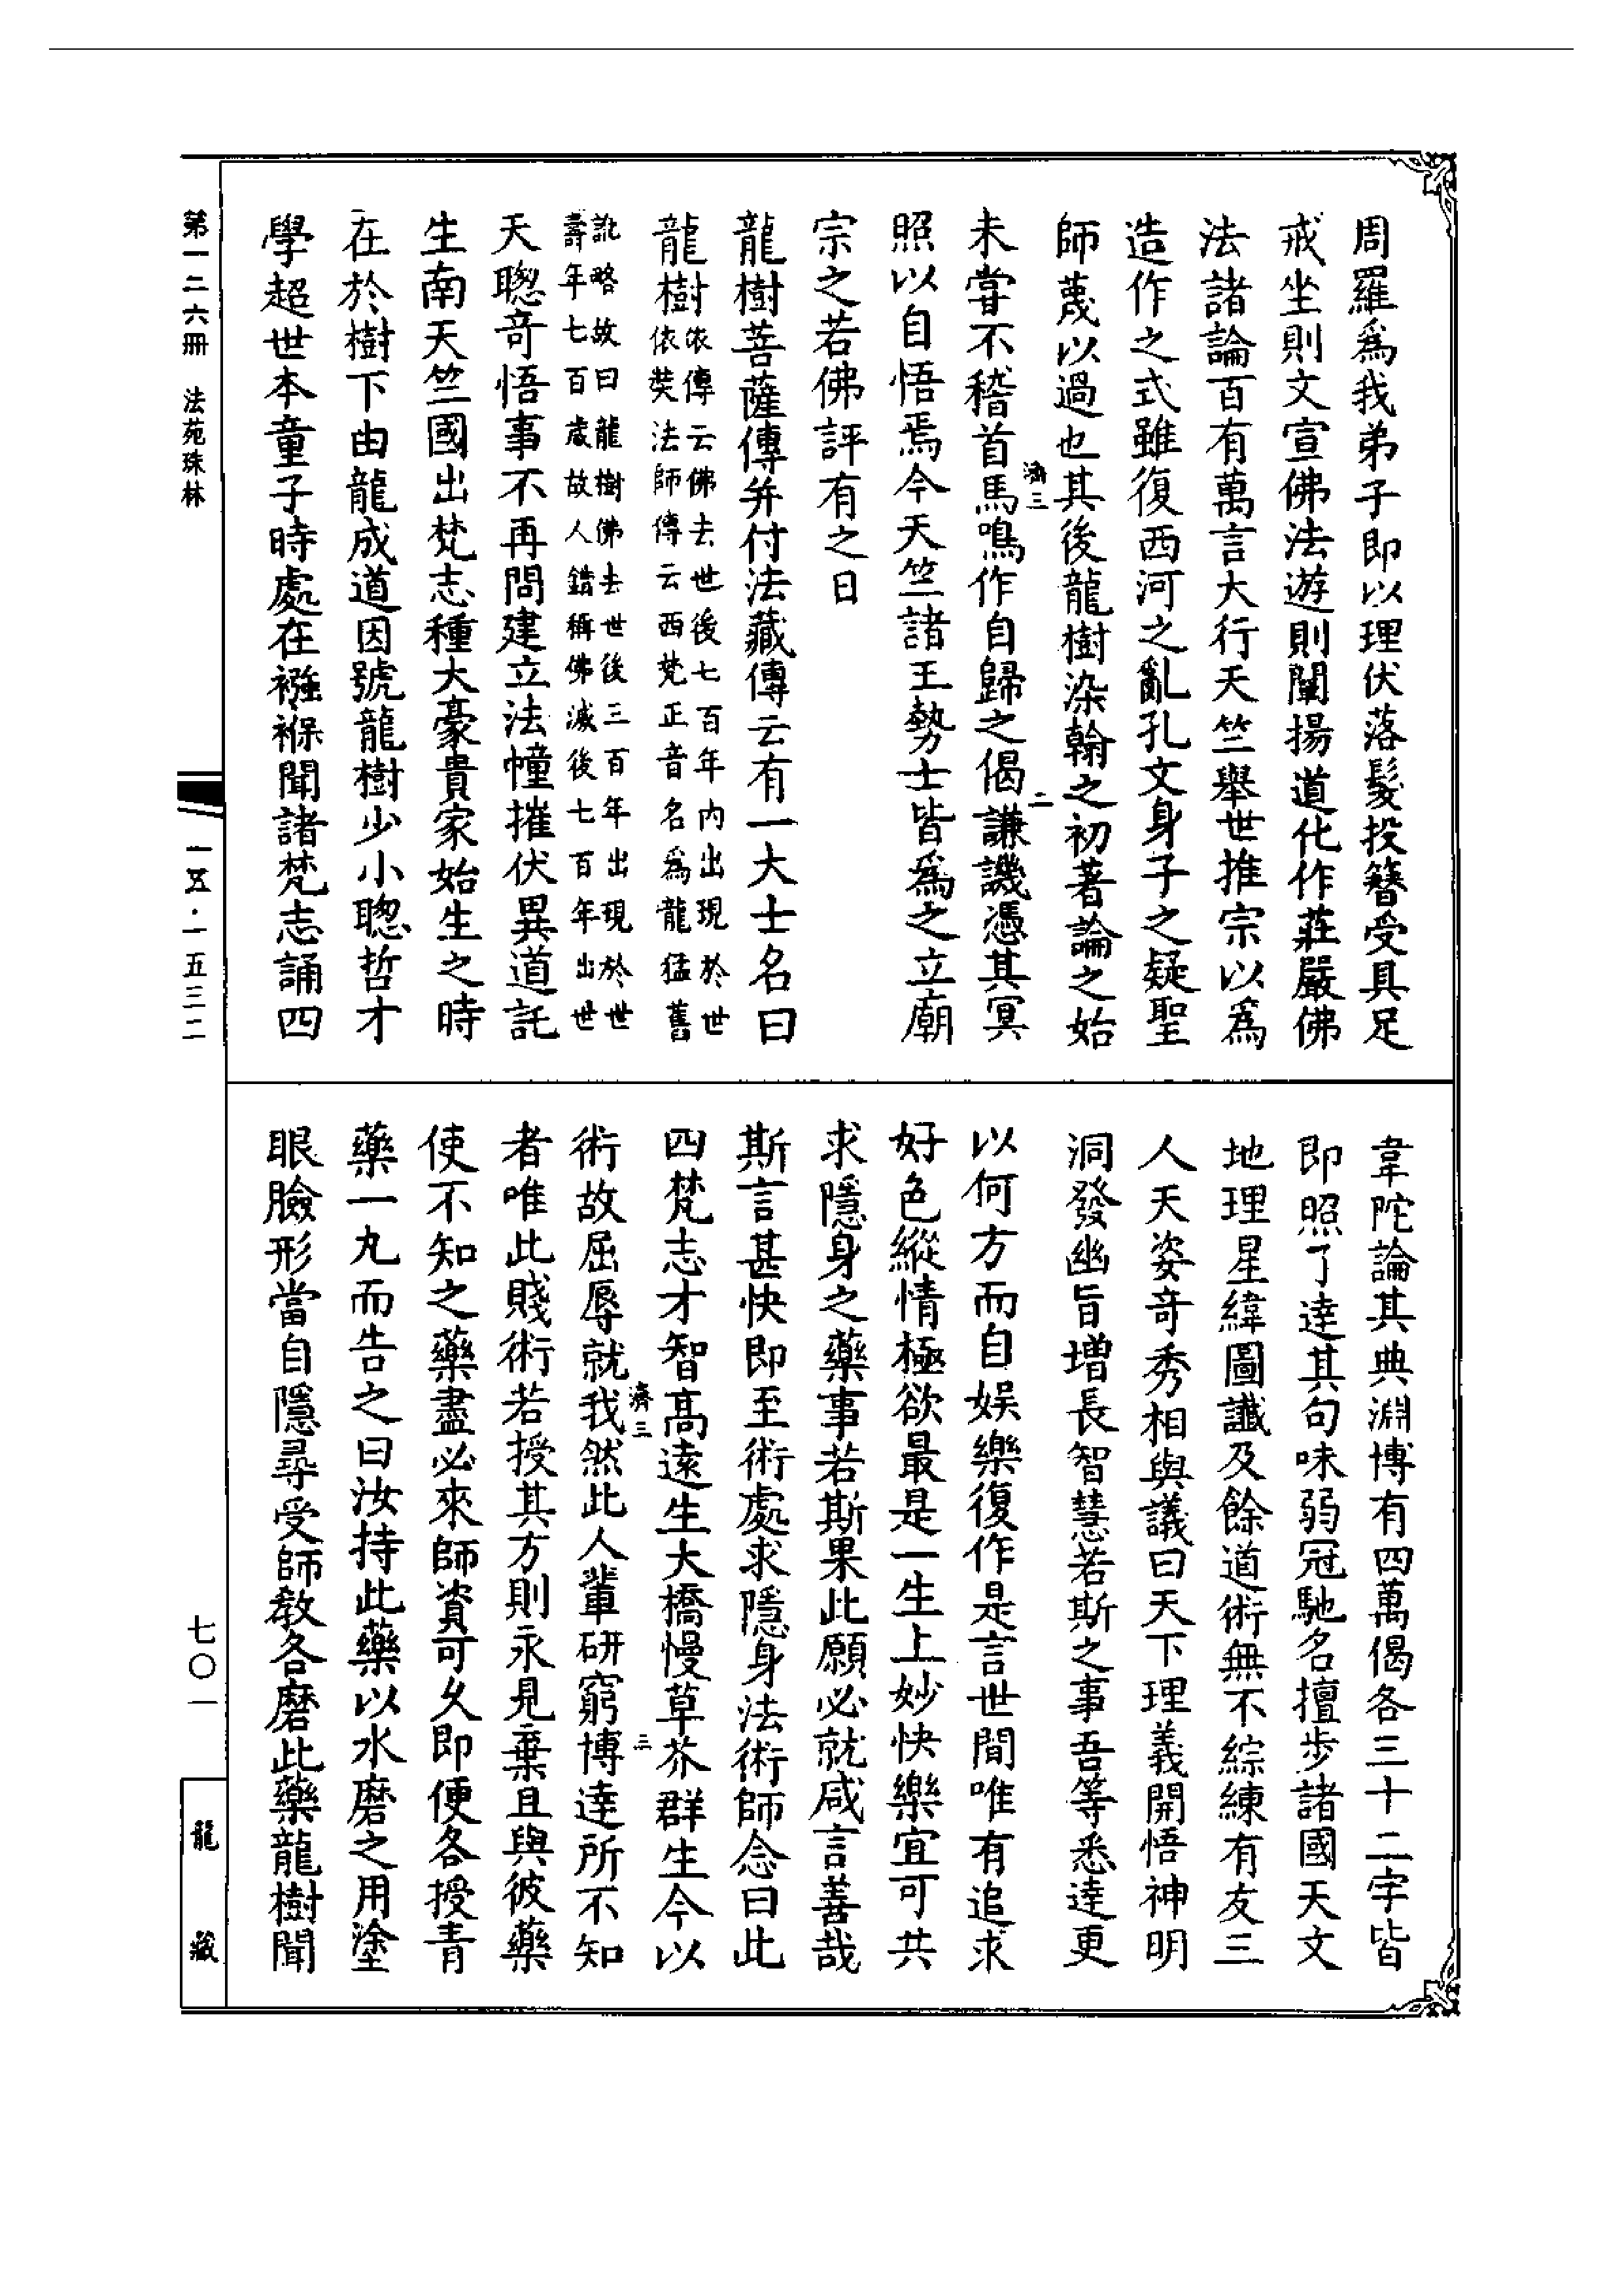 周羅爲我弟子即以理伏落髮投簪受具足
戒坐則文宣佛法遊則闡揚道化作莊嚴佛
法諸論百有萬言大行天竺舉世推宗以爲
造作之式雖復西河之亂孔文身子之疑聖
師蔑以過也其後龍樹染翰之初著論之始
未嘗不稽首馬鳴作自歸之偈謙譏憑其冥
濟三
二
照以自悟焉今天竺諸王勢士皆爲之立廟
宗之若佛評有之曰
龍樹菩薩傳并付法藏傳云有一大士名曰
龍樹依傳云佛去世後七百年內出現於世
依奘法師傳云西梵正音名爲龍猛舊
訛略故曰龍樹佛去世後三百年出現於世
壽年七百歲故人錯稱佛滅後七百年出世
天聦奇悟事不再問建立法幢摧伏異道託
生南天竺國出梵志種大豪貴家始生之時
在於樹下由龍成道因號龍樹少小聦哲才
學超世本童子時處在襁褓聞諸梵志誦四
韋陀論其典淵博有四萬偈各三十二字皆
即照了達其句味弱冠馳名擅步諸國天文
地理星緯圖讖及餘道術無不綜練有友三
人天姿奇秀相與議曰天下理義開悟神明
洞發幽旨增長智慧若斯之事吾等悉達更
以何方而自娛樂復作是言世間唯有追求
好色縱情極欲最是一生上妙快樂宜可共
求隱身之藥事若斯果此願必就咸言善哉
斯言甚快即至術處求隱身法術師念曰此
四梵志才智高遠生大憍慢草芥群生今以
濟三
三
術故屈辱就我然此人輩研窮博達所不知
者唯此賤術若授其方則永見棄且與彼藥
使不知之藥盡必來師資可久即便各授青
藥一丸而告之曰汝持此藥以水磨之用塗
眼臉形當自隱尋受師教各磨此藥龍樹聞
第一二六冊 法苑珠林
一五·一五三二
七〇一
龍藏